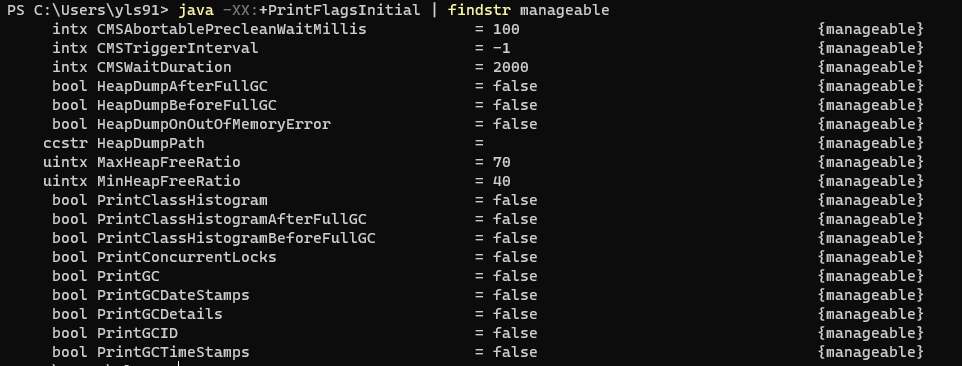 PS C:\Users\yls91> java -XX:+PrintFlagsInitial | findstr manageable
intx CMSAbortablePrecleanWaitMillis = 100 {manageable}
intx CMSTriggerInterval = -1 {manageable}
intx CMSWaitDuration = 2000 {manageable}
bool HeapDumpAfterFullGC = false {manageable}
bool HeapDumpBeforeFullGC = false {manageable}
bool HeapDumpOnOutOfMemoryError = false {manageable}
ccstr HeapDumpPath = {manageable}
uintx MaxHeapFreeRatio = 70 {manageable}
uintx MinHeapFreeRatio = 40 {manageable}
bool PrintClassHistogram = false {manageable}
bool PrintClassHistogramAfterFullGC = false {manageable}
bool PrintClassHistogramBeforeFullGC = false {manageable}
bool PrintConcurrentLocks = false {manageable}
bool PrintGC = false {manageable}
bool PrintGCDateStamps = false {manageable}
bool PrintGCDetails = false {manageable}
bool PrintGCID = false {manageable}
bool PrintGCTimeStamps = false {manageable}